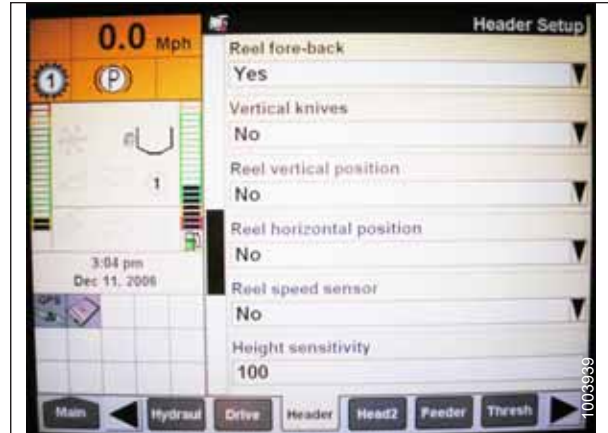 0.0 Mph
Header Setup
1
P
Reel fore-back
Yes
Vertical knives
No
1
Reel vertical position
No
Reel horizontal position
No
3:04 pm
Dec 11, 2006
GPS
Reel speed sensor
No
Height sensitivity
100
Main
Hydraul
Drive
Header
Head2
Feeder
Thresh
1003939